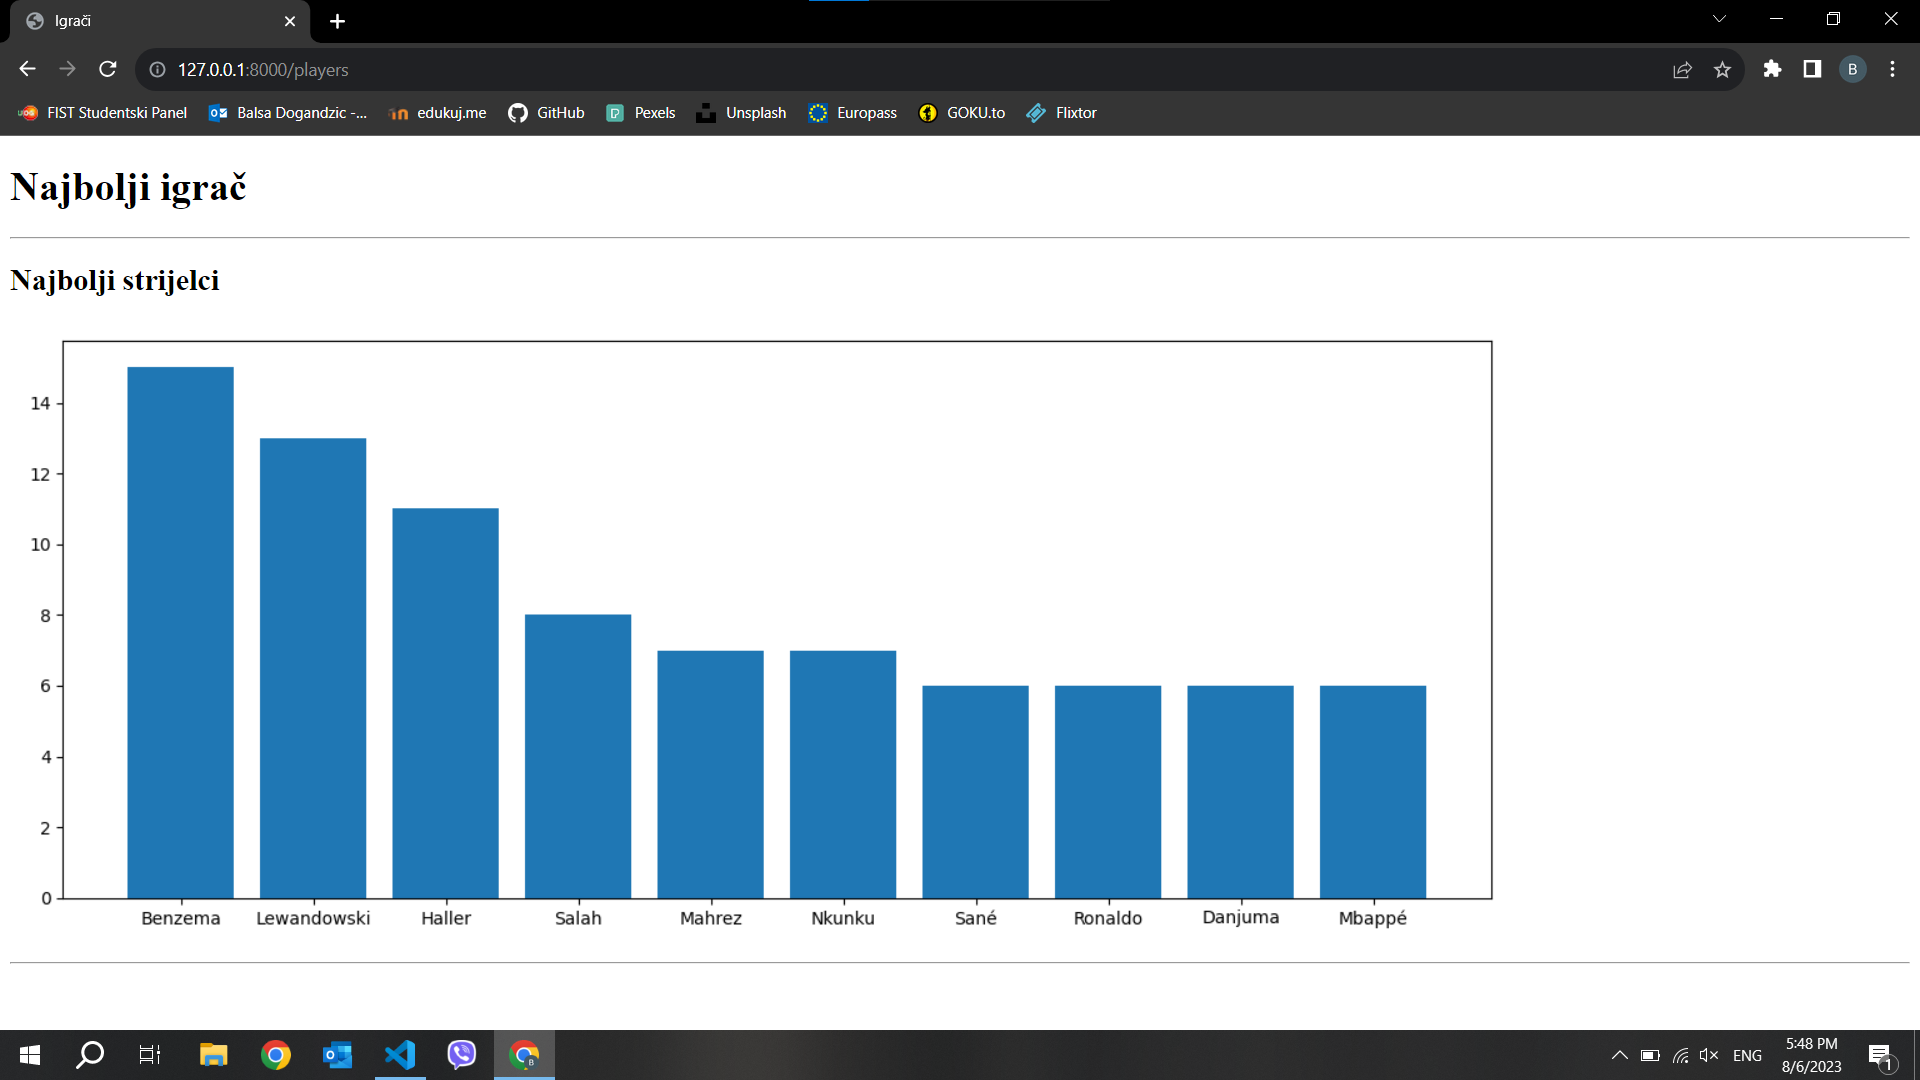 Igrači
127.0.0.1:8000/players
B
FIST Studentski Panel
Balsa Dogandzic -...
edukuj.me
GitHub
Pexels
Unsplash
Europass
GOKU.to
Flixtor
Najbolji igrač
Najbolji strijelci
14
12
10
8
6
4
2
0
Benzema Lewandowski Haller Salah Mahrez Nkunku Sané Ronaldo Danjuma Mbappé
ENG
5:48 PM
8/6/2023
1